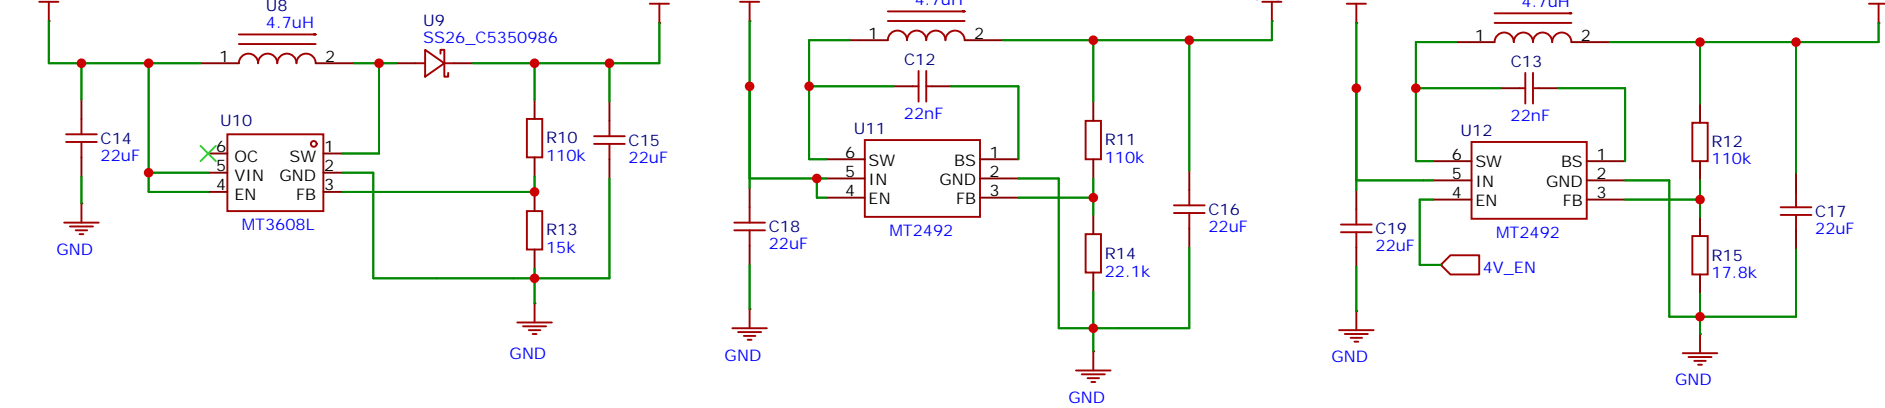 U8
4.7uH
1
2
U9
SS26_C5350986
C14
22uF
GND
U10
6
5
4
OC
VIN
EN
SW
GND
FB
1
2
3
MT3608L
R10
110k
C15
22uF
R13
15k
GND
4.7uH
1
2
C12
22nF
U11
6
5
4
SW
IN
EN
BS
GND
FB
1
2
3
MT2492
C18
22uF
GND
R11
110k
C16
22uF
R14
22.1k
GND
4.7uH
1
2
C13
22nF
U12
6
5
4
SW
IN
EN
BS
GND
FB
1
2
3
MT2492
C19
22uF
4V_EN
GND
R12
110k
C17
22uF
R15
17.8k
GND